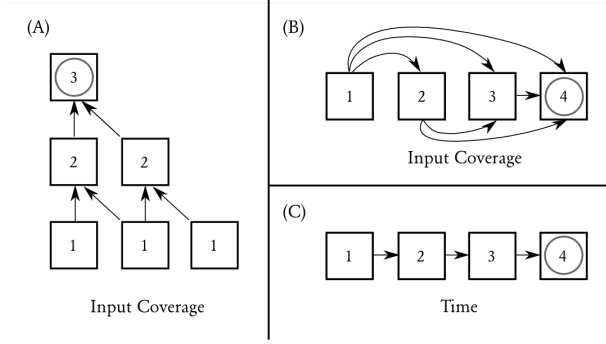 (A)
3
2 2
1 1 1
Input Coverage
(B)
1 2 3 4
Input Coverage
(C)
1 2 3 4
Time